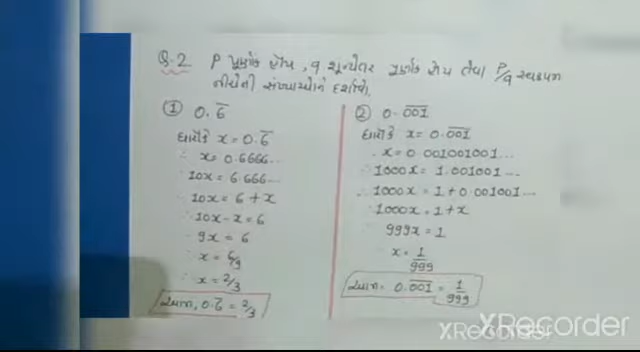 Q.2 P પૂર્ણાંક હોય, q શૂન્યેતર પૂર્ણાંક હોય તેવા P/q સ્વરૂપમાં
નીચેની સંખ્યાઓને દર્શાવો.
① 0.6̅
ધારોકે x = 0.6̅
∴ x = 0.6666...
∴ 10x = 6.666...
∴ 10x = 6 + x
∴ 10x - x = 6
∴ 9x = 6
∴ x = 6/9
∴ x = 2/3
આમ, 0.6̅ = 2/3
② 0.0̅0̅1̅
ધારોકે x = 0.0̅0̅1̅
∴ x = 0.001001001...
∴ 1000x = 1.001001...
∴ 1000x = 1 + 0.001001...
∴ 1000x = 1 + x
999x = 1
x = 1/999
આમ, 0.0̅0̅1̅ = 1/999
XRecorder
XRecorder